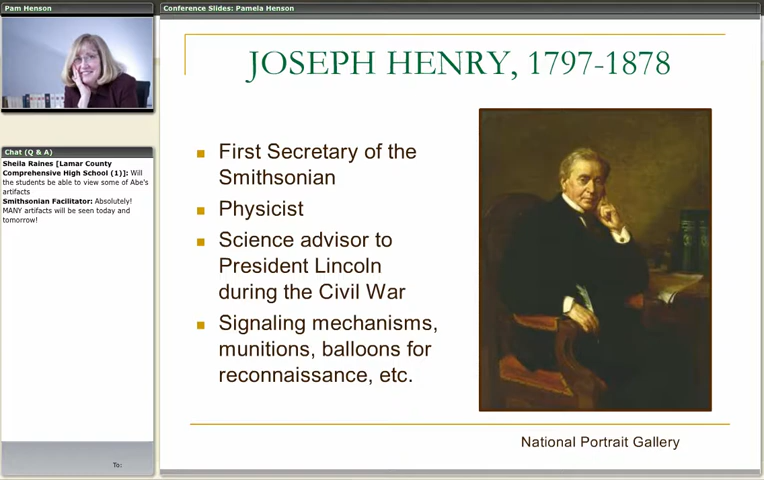 Pam Henson
Conference Slides: Pamela Henson
JOSEPH HENRY, 1797-1878
First Secretary of the
Smithsonian
Physicist
Science advisor to
President Lincoln
during the Civil War
Signaling mechanisms,
munitions, balloons for
reconnaissance, etc.
National Portrait Gallery
Chat (Q & A)
Sheila Raines [Lamar County
Comprehensive High School (1)]: Will
the students be able to view some of Abe's
artifacts
Smithsonian Facilitator: Absolutely!
MANY artifacts will be seen today and
tomorrow!
To: